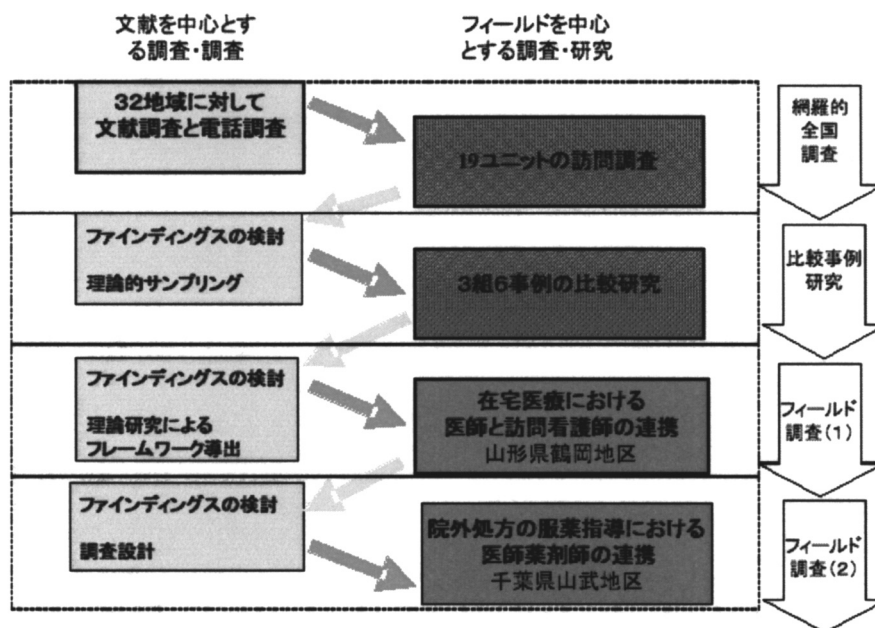 文献を中心とす
る調査・調査
フィールドを中心
とする調査・研究
32地域に対して
文献調査と電話調査
19ユニットの訪問調査
網羅的
全国
調査
ファインディングスの検討
理論的サンプリング
3組6事例の比較研究
比較事例
研究
ファインディングスの検討
理論研究による
フレームワーク導出
在宅医療における
医師と訪問看護師の連携
山形県鶴岡地区
フィールド
調査(1)
ファインディングスの検討
調査設計
院外処方の服薬指導における
医師薬剤師の連携
千葉県山武地区
フィールド
調査(2)